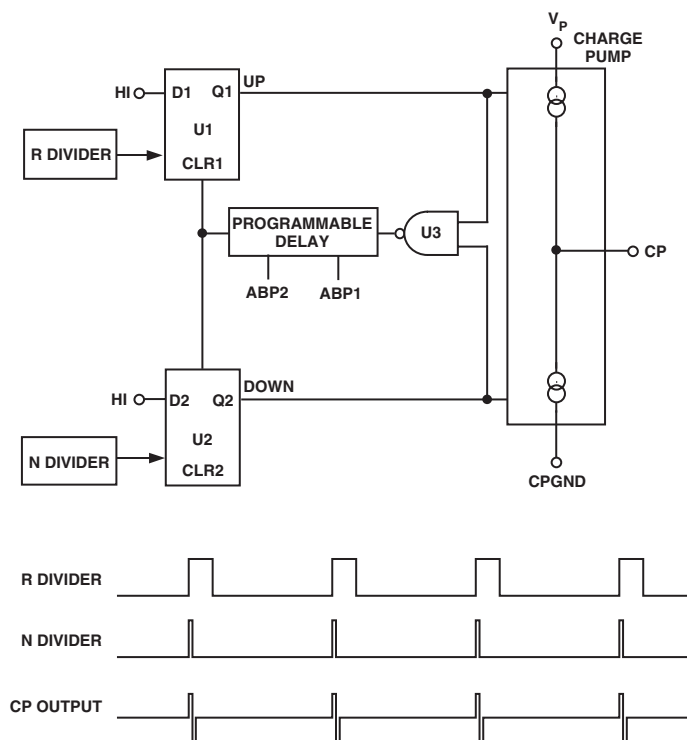 V_P
CHARGE
PUMP
HI
D1
Q1
UP
U1
CLR1
R DIVIDER
PROGRAMMABLE
DELAY
U3
CP
ABP2
ABP1
HI
D2
Q2
DOWN
U2
CLR2
N DIVIDER
CPGND
R DIVIDER
N DIVIDER
CP OUTPUT